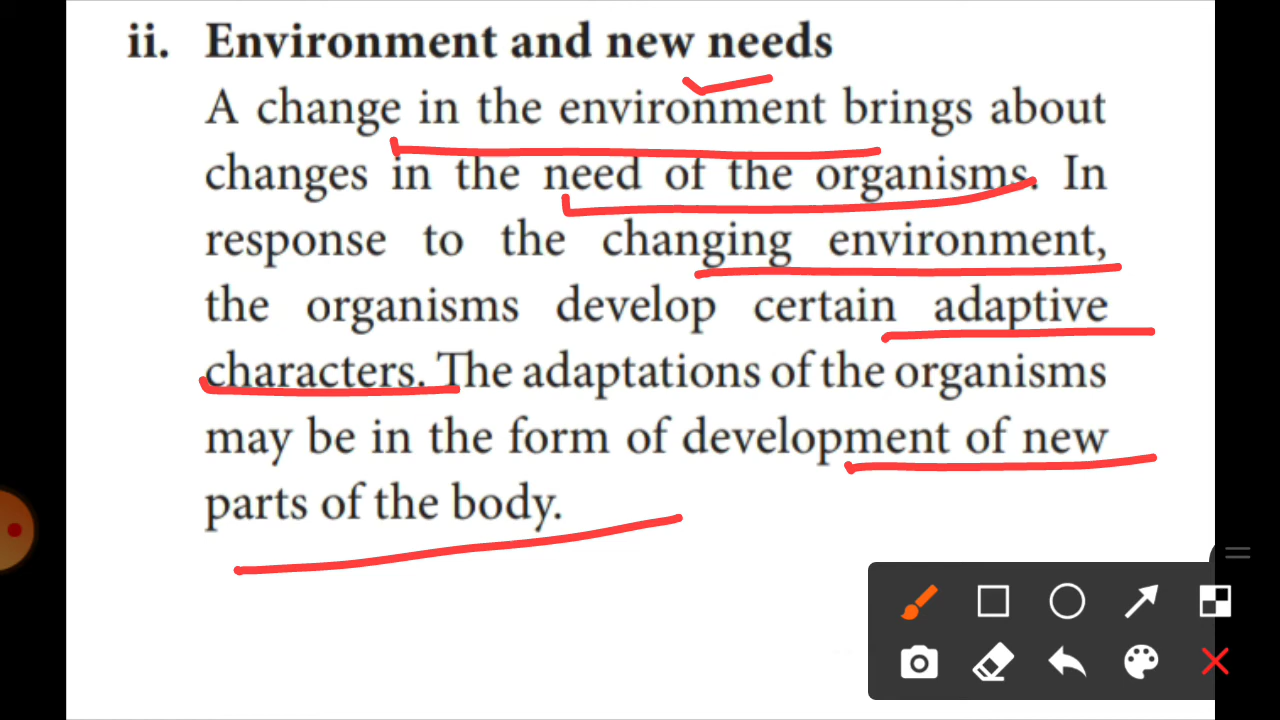 ii. Environment and new needs
A change in the environment brings about
changes in the need of the organisms. In
response to the changing environment,
the organisms develop certain adaptive
characters. The adaptations of the organisms
may be in the form of development of new
parts of the body.